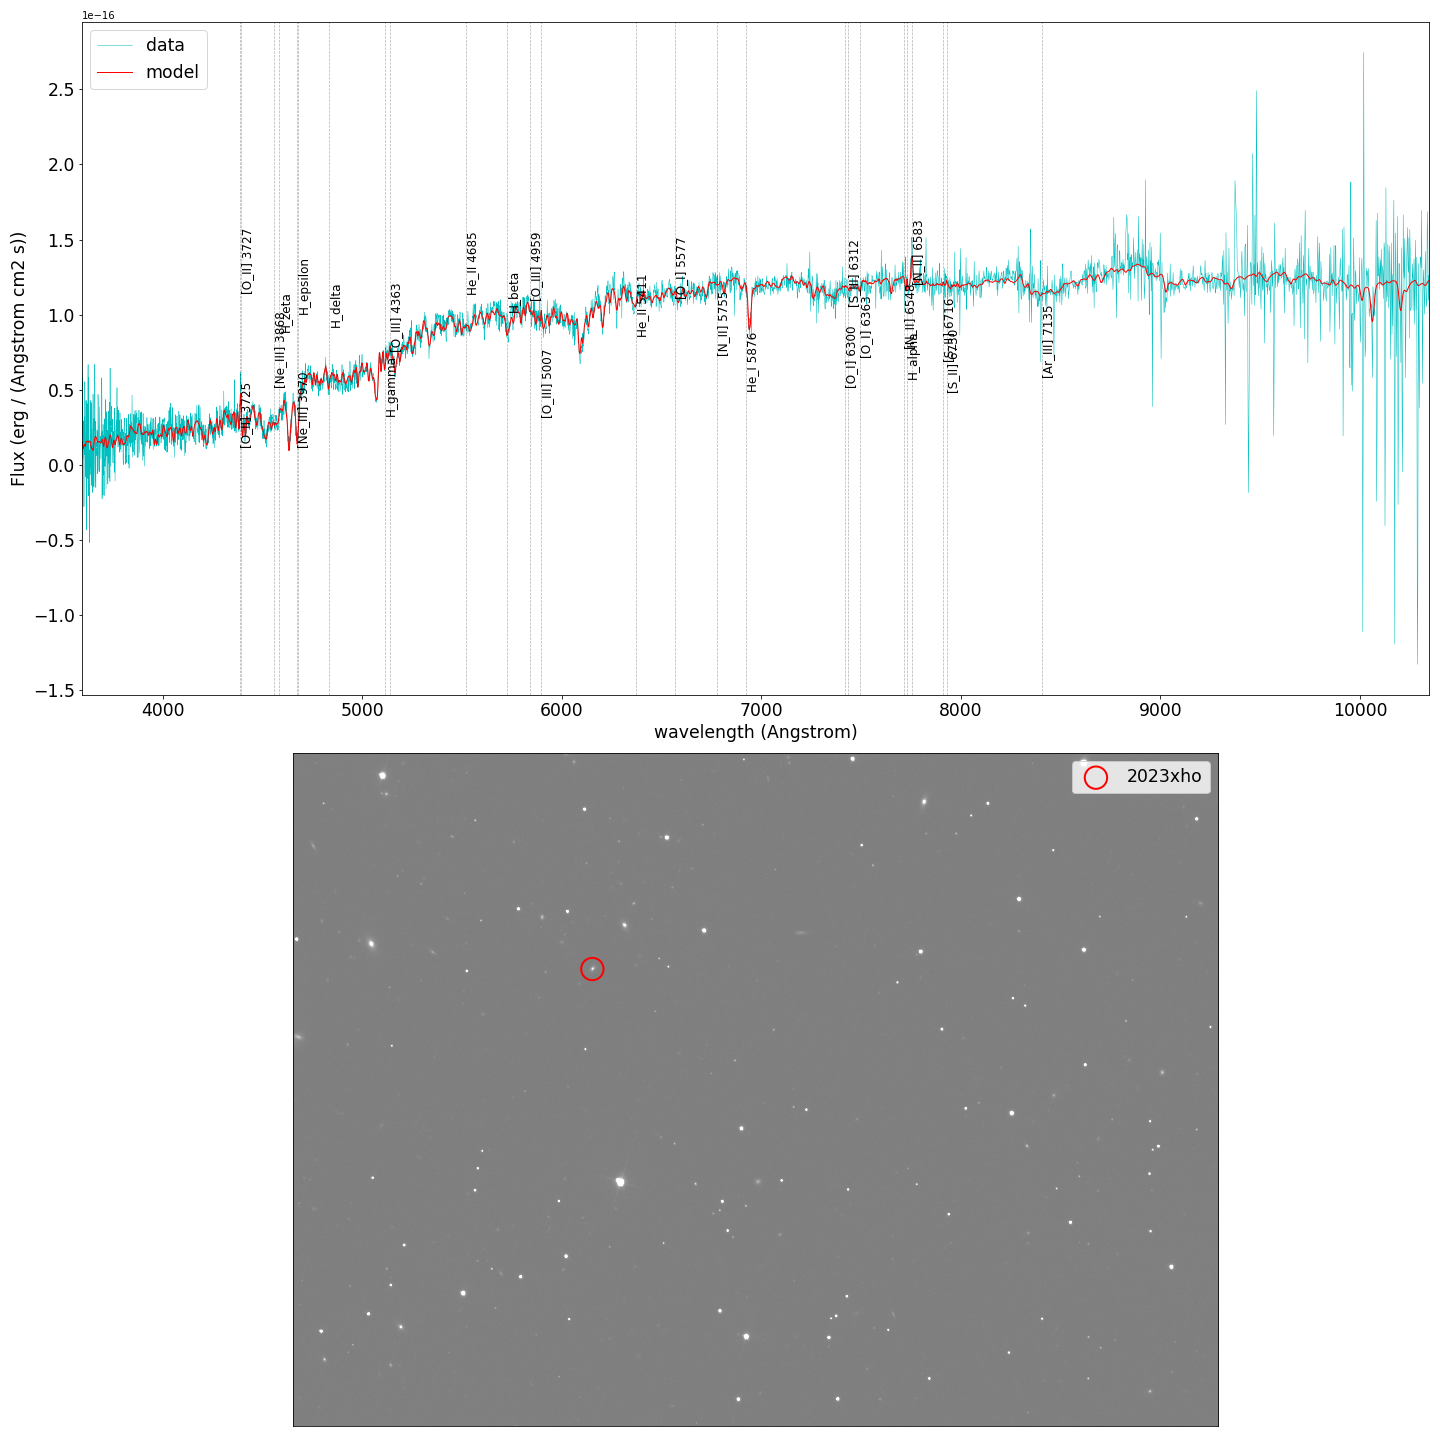 1e−16
data
model
2.5
2.0
1.5
1.0
0.5
0.0
−0.5
−1.0
−1.5
Flux (erg / (Angstrom cm2 s))
[O_II] 3725
[O_II] 3727
[Ne_III] 3868
H_zeta
[Ne_III] 3970
H_epsilon
H_delta
H_gamma
[O_III] 4363
He_II 4685
H_beta
[O_III] 4959
[O_III] 5007
He_II 5411
[O_I] 5577
[N_II] 5755
He_I 5876
[O_I] 6300
[S_III] 6312
[O_I] 6363
[N_II] 6548
H_alpha
[N_II] 6583
[S_II] 6716
[S_II] 6730
[Ar_III] 7135
4000
5000
6000
7000
8000
9000
10000
wavelength (Angstrom)
2023xho